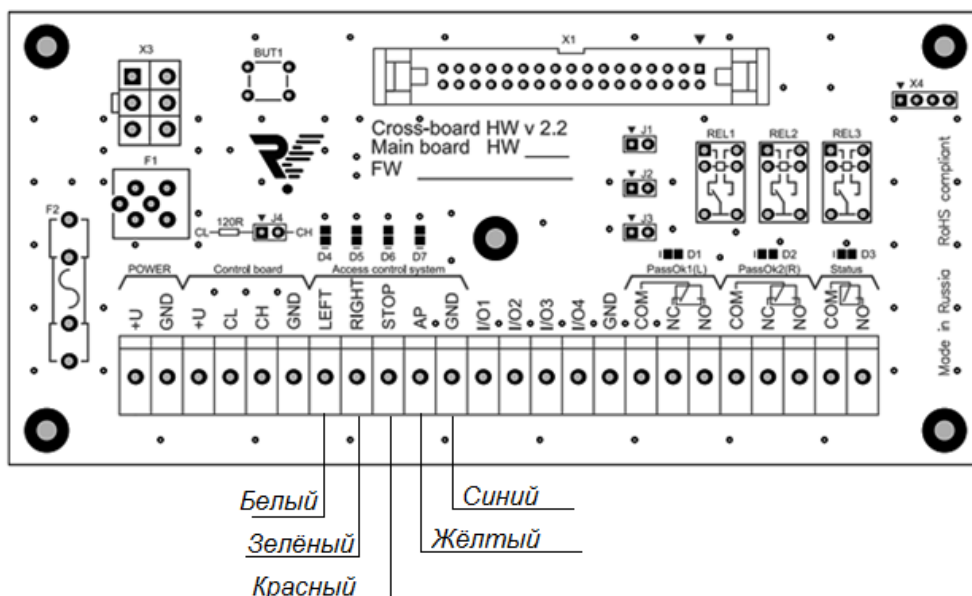 X3
BUT1
X1
X4
Cross-board HW v 2.2
Main board HW ____
FW ____________
J1
J2
J3
REL1
REL2
REL3
F1
F2
CL
120R
J4
CH
D4
D5
D6
D7
I D1
I D2
I D3
POWER
Control board
Access control system
PassOk1(L)
PassOk2(R)
Status
+U
GND
+U
CL
CH
GND
LEFT
RIGHT
STOP
AP
GND
I/O1
I/O2
I/O3
I/O4
GND
COM
NC
NO
COM
NC
NO
COM
NO
Made in Russia RoHS compliant
Белый
Синий
Зелёный
Жёлтый
Красный